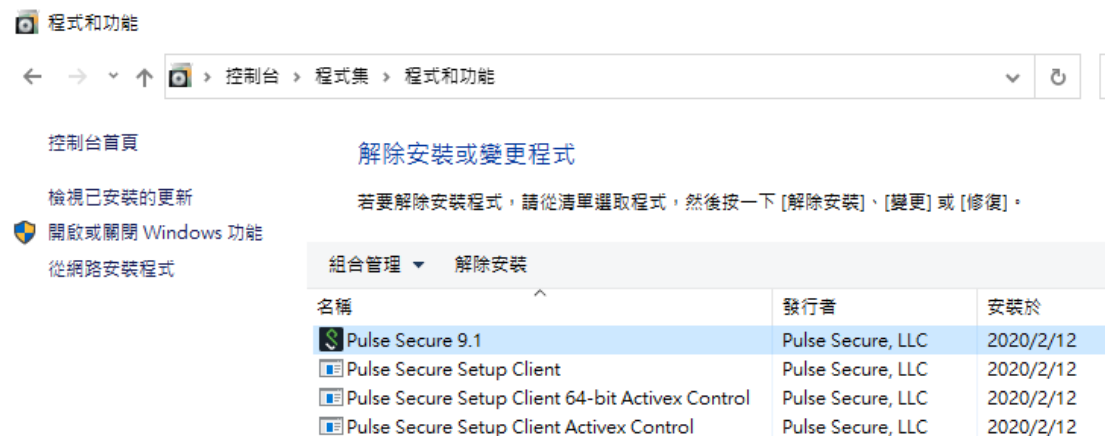 程式和功能
控制台 > 程式集 > 程式和功能
控制台首頁
檢視已安裝的更新
開啟或關閉 Windows 功能
從網路安裝程式
解除安裝或變更程式
若要解除安裝程式，請從清單選取程式，然後按一下 [解除安裝]、[變更] 或 [修復]。
組合管理 解除安裝
名稱 發行者 安裝於
Pulse Secure 9.1 Pulse Secure, LLC 2020/2/12
Pulse Secure Setup Client Pulse Secure, LLC 2020/2/12
Pulse Secure Setup Client 64-bit Activex Control Pulse Secure, LLC 2020/2/12
Pulse Secure Setup Client Activex Control Pulse Secure, LLC 2020/2/12